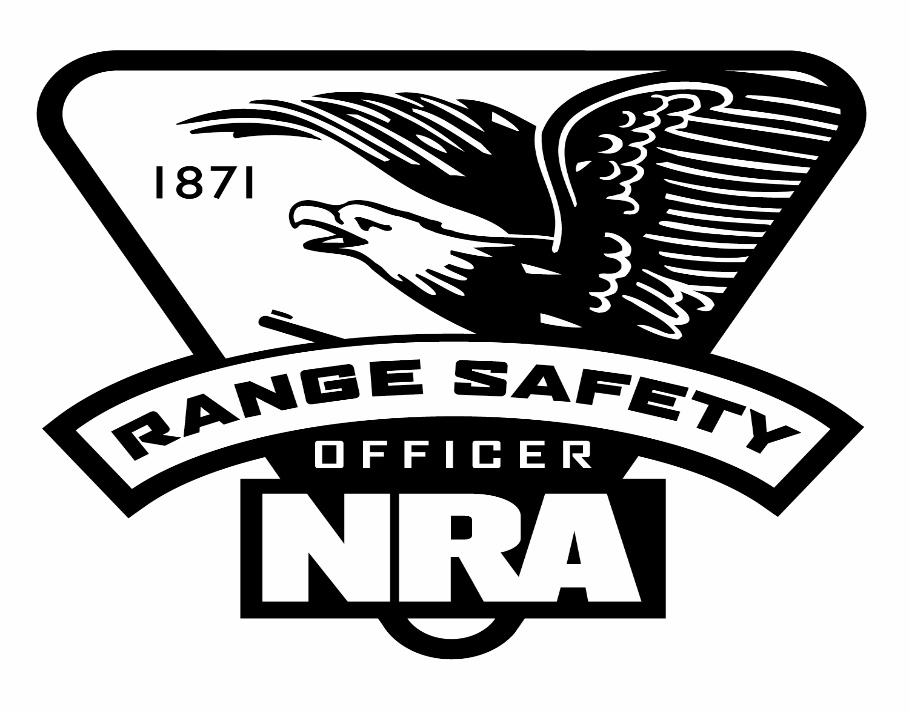 1871
RANGE SAFETY
OFFICER
NRA